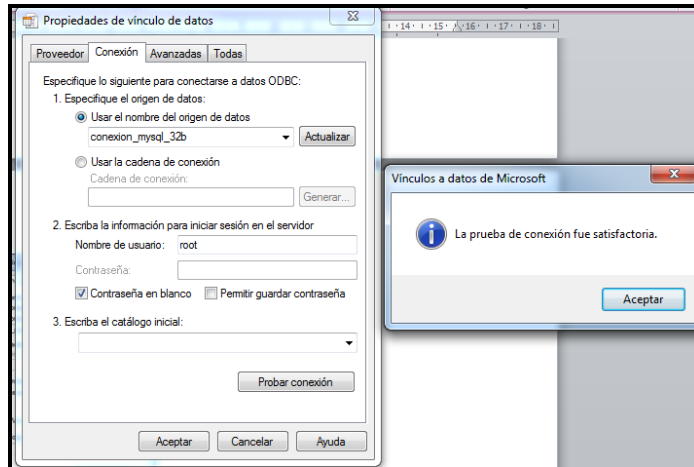 Propiedades de vínculo de datos
Proveedor Conexión Avanzadas Todas
Especifique lo siguiente para conectarse a datos ODBC:
1. Especifique el origen de datos:
Usar el nombre del origen de datos
conexion_mysql_32b Actualizar
Usar la cadena de conexión
Cadena de conexión:
Generar...
2. Escriba la información para iniciar sesión en el servidor
Nombre de usuario: root
Contraseña:
Contraseña en blanco Permitir guardar contraseña
3. Escriba el catálogo inicial:
Probar conexión
Aceptar Cancelar Ayuda
14 15 16 17 18
Vínculos a datos de Microsoft
La prueba de conexión fue satisfactoria.
Aceptar